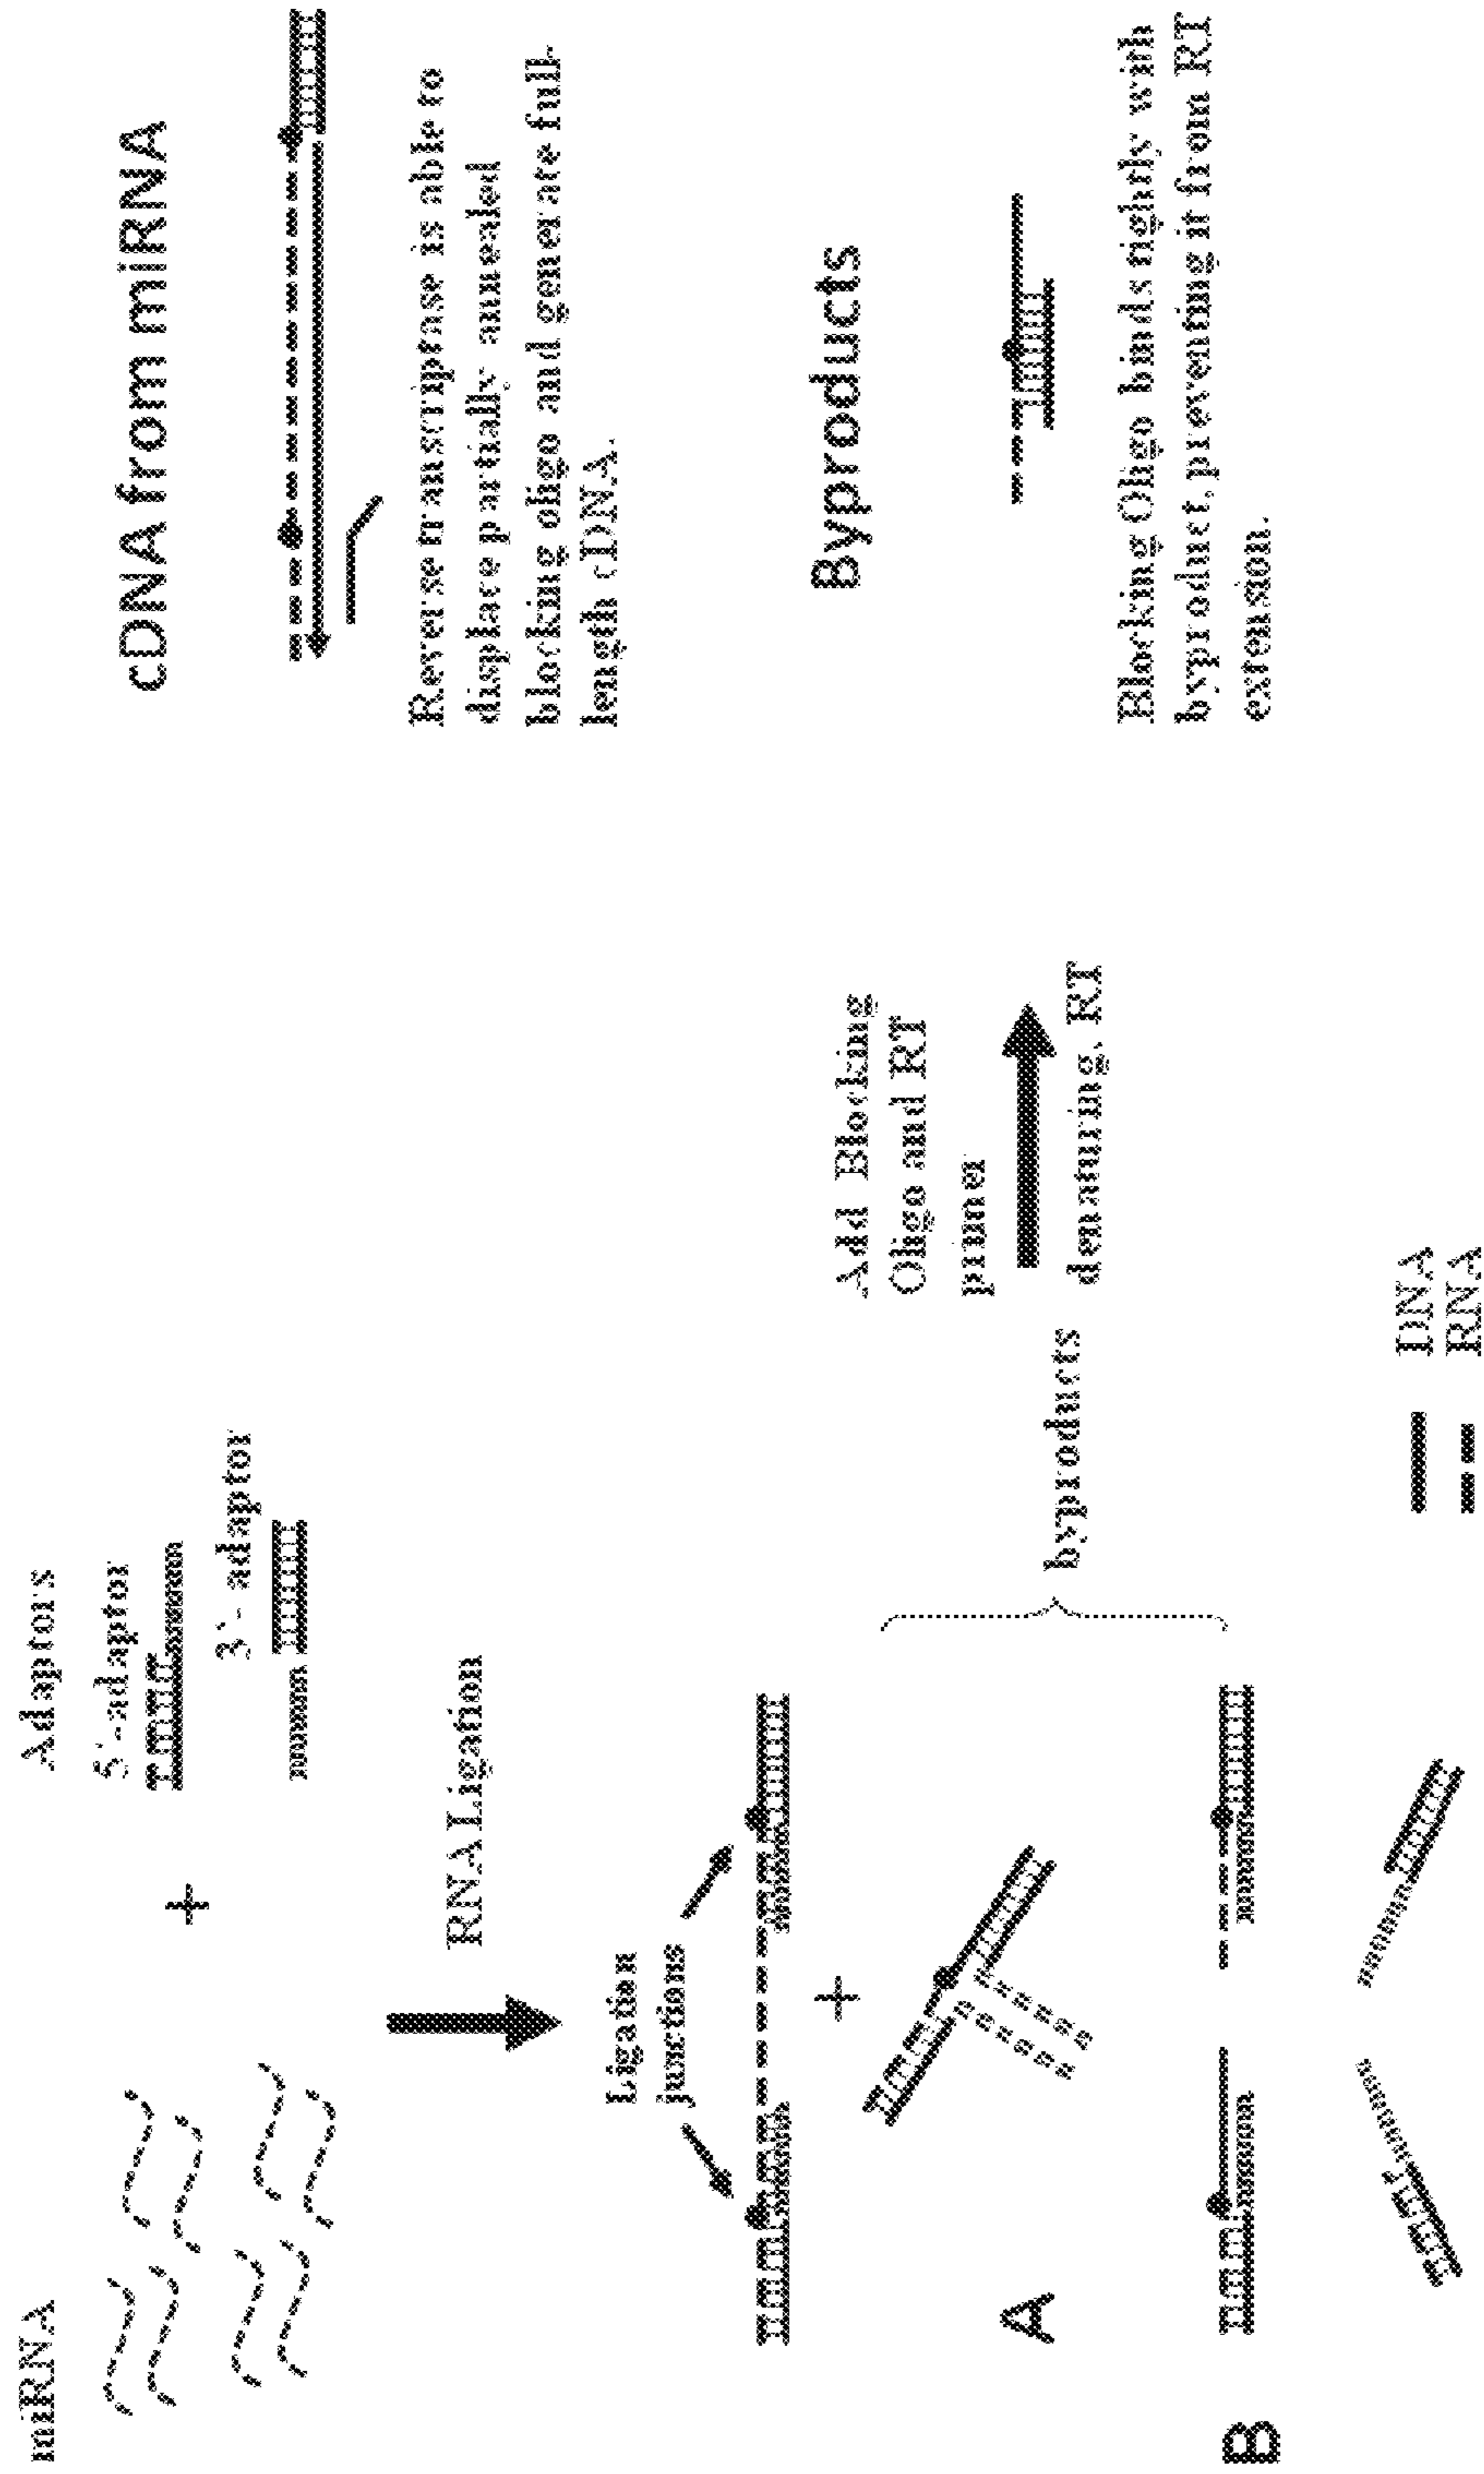 miRNA
Adaptors
5'-adaptor
3'- adaptor
RNA Ligation
Ligation
junctions
A
B
byproducts
Add Blocking
Oligo and RT
primer
denaturing, RT
DNA
RNA
cDNA from miRNA
Reverse transcriptase is able to
displace partially annealed
blocking oligo and generate full-
length cDNA.
Byproducts
Blocking Oligo binds tightly with
byproduct, preventing it from RT
extension.
nnnnn
nnnnn